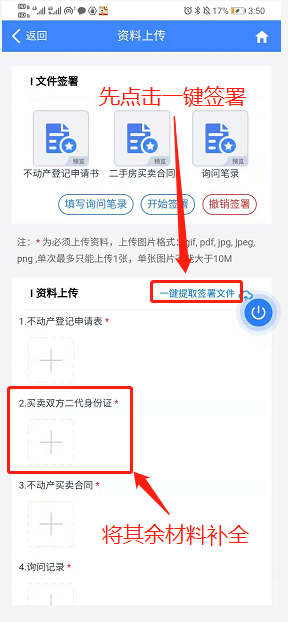 17% 3:50
返回 资料上传
I 文件签署
先点击一键签署
预览 预览 预览
不动产登记申请书 二手房买卖合同 询问笔录
填写询问笔录 开始签署 撤销签署
注：* 为必须上传资料，上传图片格式：gif, pdf, jpg, jpeg,
png ,单次最多只能上传1张，单张图片不能大于10M
I 资料上传 一键提取签署文件
1.不动产登记申请表 *
2.买卖双方二代身份证 *
3.不动产买卖合同 *
将其余材料补全
4.询问记录 *